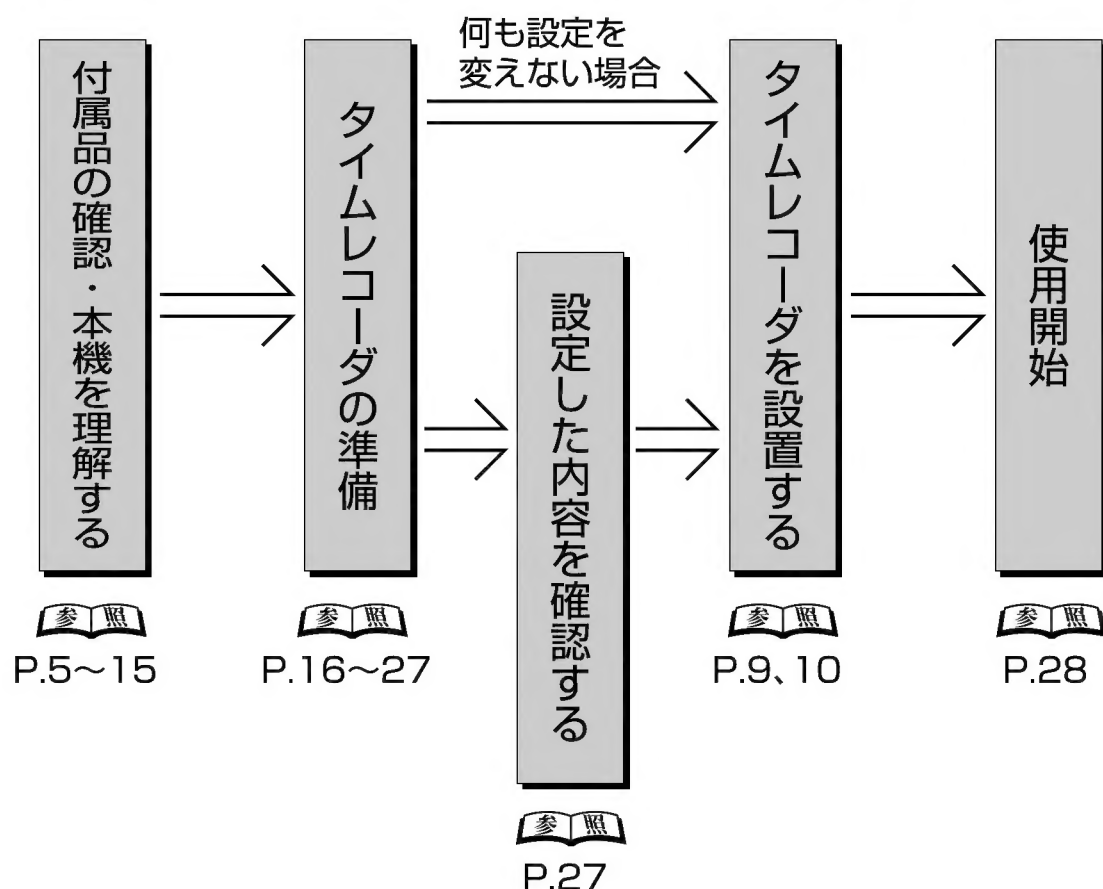 付属品の確認・本機を理解する
参照
P.5～15
タイムレコーダの準備
参照
P.16～27
何も設定を
変えない場合
設定した内容を確認する
参照
P.27
タイムレコーダを設置する
参照
P.9、10
使用開始
参照
P.28